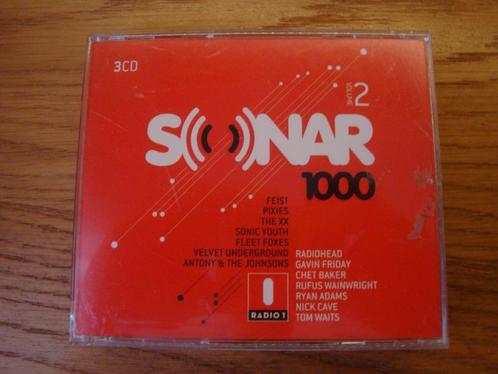 3CD
VOLUME 2
SONAR
1000
FEIST
PIXIES
THE XX
SONIC YOUTH
FLEET FOXES
VELVET UNDERGROUND
ANTONY & THE JOHNSONS
RADIOHEAD
GAVIN FRIDAY
CHET BAKER
RUFUS WAINWRIGHT
RYAN ADAMS
NICK CAVE
TOM WAITS
RADIO 1